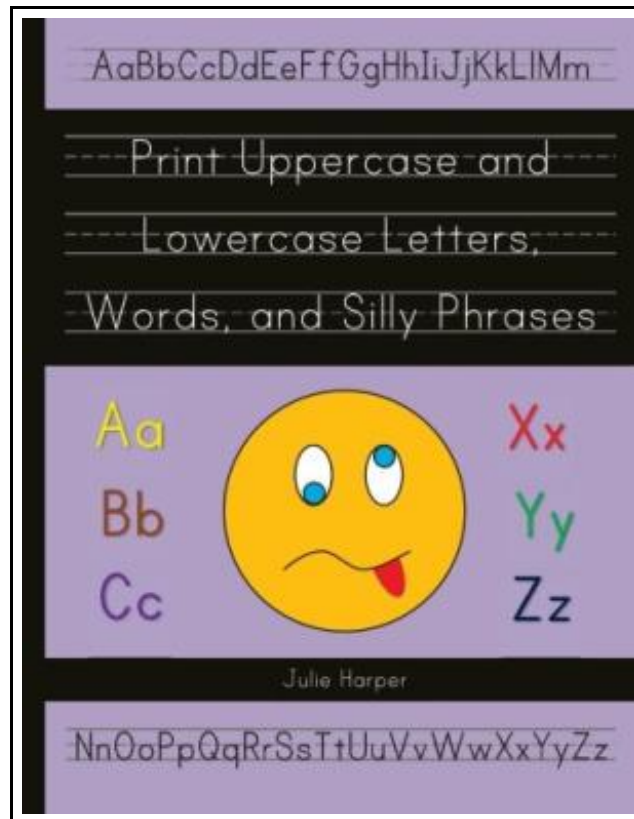 AaBbCcDdEeFfGgHhIiJjKkLlMm
Print Uppercase and
Lowercase Letters,
Words, and Silly Phrases
Aa Xx
Bb Yy
Cc Zz
Julie Harper
NnOoPpQqRrSsTtUuVvWwXxYyZz